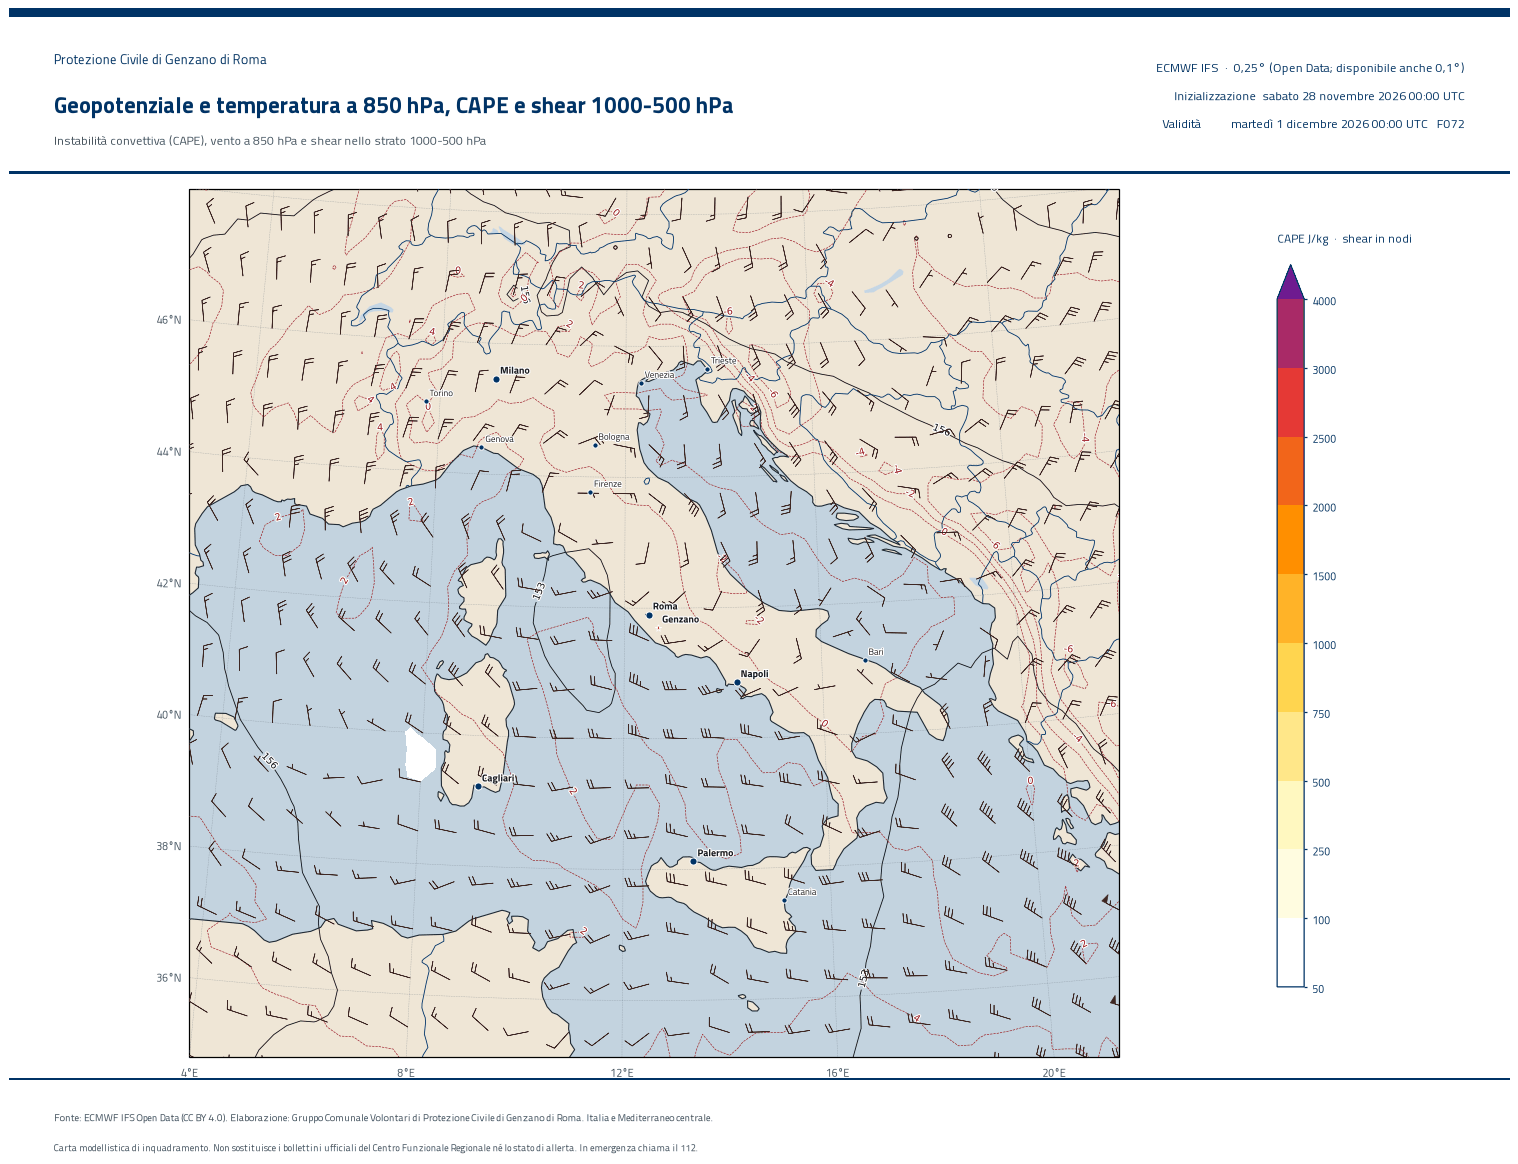 Protezione Civile di Genzano di Roma
Geopotenziale e temperatura a 850 hPa, CAPE e shear 1000-500 hPa
Instabilità convettiva (CAPE), vento a 850 hPa e shear nello strato 1000-500 hPa
ECMWF IFS · 0,25° (Open Data; disponibile anche 0,1°)
Inizializzazione sabato 28 novembre 2026 00:00 UTC
Validità martedì 1 dicembre 2026 00:00 UTC F072
CAPE J/kg · shear in nodi
4000
3000
2500
2000
1500
1000
750
500
250
100
50
46°N
44°N
42°N
40°N
38°N
36°N
4°E
8°E
12°E
16°E
20°E
Milano
Torino
Venezia
Trieste
Genova
Bologna
Firenze
Roma
Genzano
Napoli
Bari
Cagliari
Palermo
Catania
156
153
156
Fonte: ECMWF IFS Open Data (CC BY 4.0). Elaborazione: Gruppo Comunale Volontari di Protezione Civile di Genzano di Roma. Italia e Mediterraneo centrale.
Carta modellistica di inquadramento. Non sostituisce i bollettini ufficiali del Centro Funzionale Regionale né lo stato di allerta. In emergenza chiama il 112.